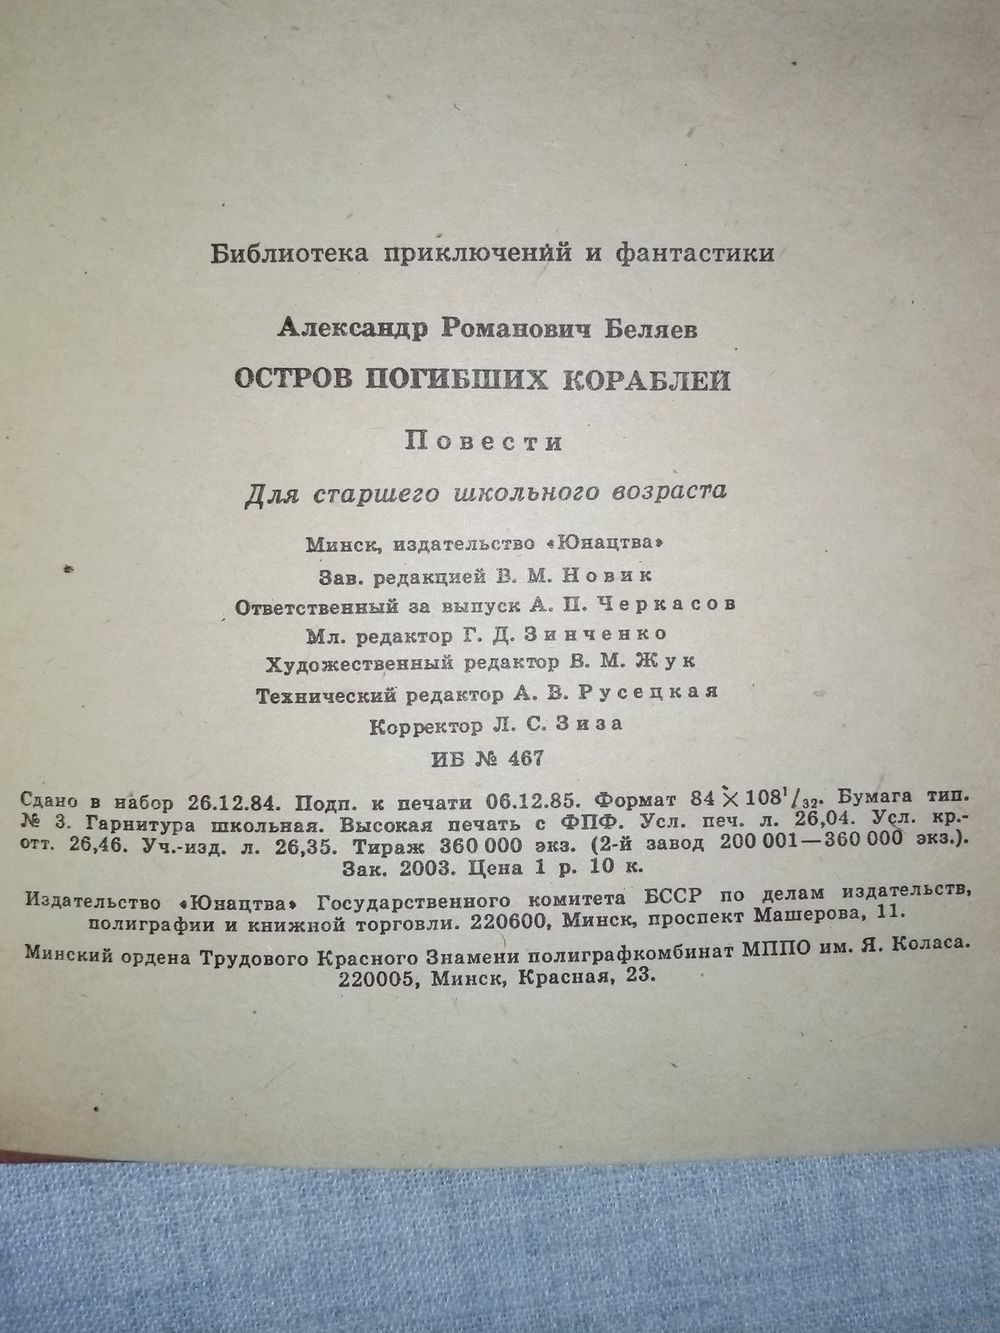 Библиотека приключений и фантастики
Александр Романович Беляев
ОСТРОВ ПОГИБШИХ КОРАБЛЕЙ
Повести
Для старшего школьного возраста
Минск, издательство «Юнацтва»
Зав. редакцией В. М. Новик
Ответственный за выпуск А. П. Черкасов
Мл. редактор Г. Д. Зинченко
Художественный редактор В. М. Жук
Технический редактор А. В. Русецкая
Корректор Л. С. Зиза
ИБ № 467
Сдано в набор 26.12.84. Подп. к печати 06.12.85. Формат 84×108¹/₃₂. Бумага тип.
№ 3. Гарнитура школьная. Высокая печать с ФПФ. Усл. печ. л. 26,04. Усл. кр.-
отт. 26,46. Уч.-изд. л. 26,35. Тираж 360 000 экз. (2-й завод 200 001—360 000 экз.).
Зак. 2003. Цена 1 р. 10 к.
Издательство «Юнацтва» Государственного комитета БССР по делам издательств,
полиграфии и книжной торговли. 220600, Минск, проспект Машерова, 11.
Минский ордена Трудового Красного Знамени полиграфкомбинат МППО им. Я. Коласа.
220005, Минск, Красная, 23.